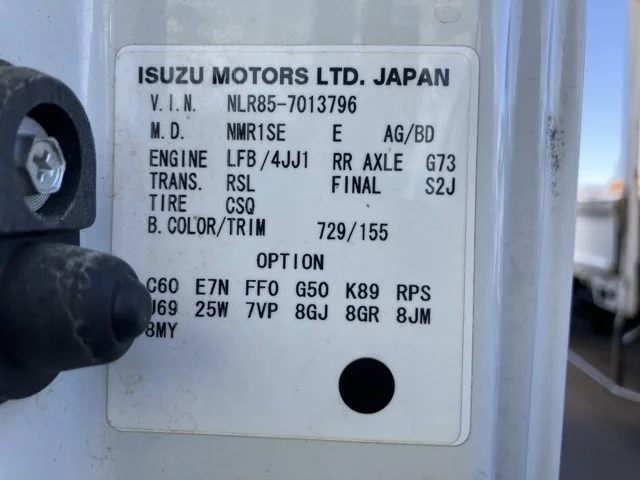 ISUZU MOTORS LTD. JAPAN
V.I.N. NLR85-7013796
M.D. NMR1SE E AG/BD
ENGINE LFB/4JJ1 RR AXLE G73
TRANS. RSL FINAL S2J
TIRE CSQ
B.COLOR/TRIM 729/155
OPTION
C60 E7N FF0 G50 K89 RPS
J69 25W 7VP 8GJ 8GR 8JM
8MY